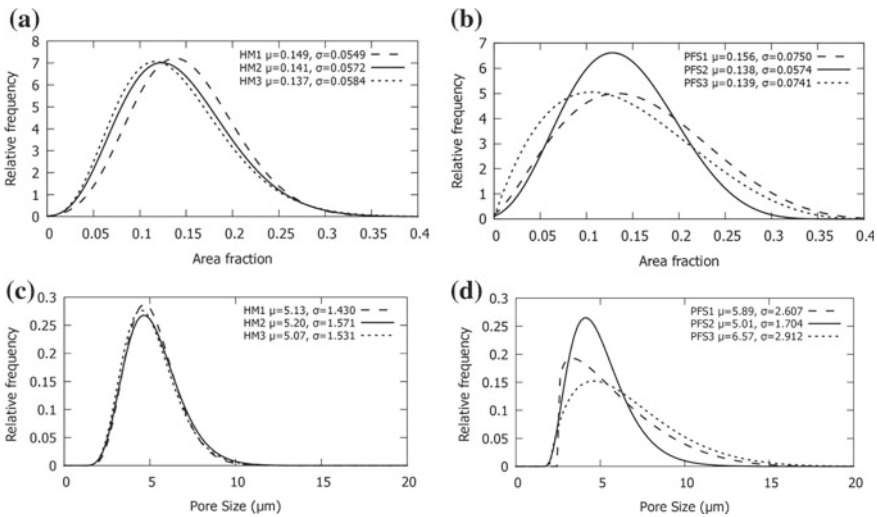 (a)
Relative frequency
8
7
6
5
4
3
2
1
0
HM1 μ=0.149, σ=0.0549
HM2 μ=0.141, σ=0.0572
HM3 μ=0.137, σ=0.0584
0 0.05 0.1 0.15 0.2 0.25 0.3 0.35 0.4
Area fraction
(b)
Relative frequency
7
6
5
4
3
2
1
0
PFS1 μ=0.156, σ=0.0750
PFS2 μ=0.138, σ=0.0574
PFS3 μ=0.139, σ=0.0741
0 0.05 0.1 0.15 0.2 0.25 0.3 0.35 0.4
Area fraction
(c)
Relative frequency
0.3
0.25
0.2
0.15
0.1
0.05
0
HM1 μ=5.13, σ=1.430
HM2 μ=5.20, σ=1.571
HM3 μ=5.07, σ=1.531
0 5 10 15 20
Pore Size (μm)
(d)
Relative frequency
0.3
0.25
0.2
0.15
0.1
0.05
0
PFS1 μ=5.89, σ=2.607
PFS2 μ=5.01, σ=1.704
PFS3 μ=6.57, σ=2.912
0 5 10 15 20
Pore Size (μm)